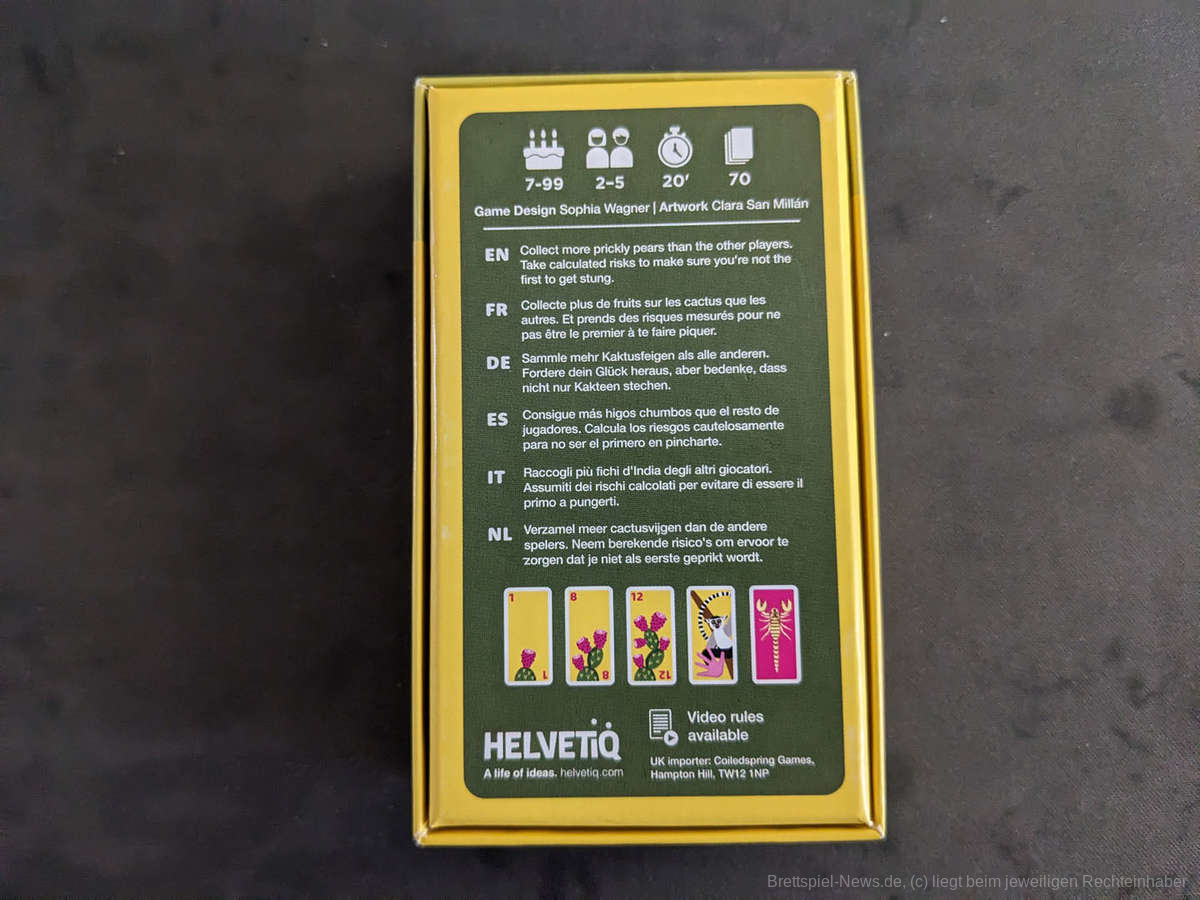 7-99 2-5 20' 70
Game Design Sophia Wagner | Artwork Clara San Millán
EN Collect more prickly pears than the other players.
Take calculated risks to make sure you're not the
first to get stung.
FR Collecte plus de fruits sur les cactus que les
autres. Et prends des risques mesurés pour ne
pas être le premier à te faire piquer.
DE Sammle mehr Kaktusfeigen als alle anderen.
Fordere dein Glück heraus, aber bedenke, dass
nicht nur Kakteen stechen.
ES Consigue más higos chumbos que el resto de
jugadores. Calcula los riesgos cautelosamente
para no ser el primero en pincharte.
IT Raccogli più fichi d'India degli altri giocatori.
Assumiti dei rischi calcolati per evitare di essere il
primo a pungerti.
NL Verzamel meer cactusvijgen dan de andere
spelers. Neem berekende risico's om ervoor te
zorgen dat je niet als eerste geprikt wordt.
1 8 12
1 8 12
HELVETIQ
A life of ideas. helvetiq.com
Video rules
available
UK importer: Coiledspring Games,
Hampton Hill, TW12 1NP
Brettspiel-News.de, (c) liegt beim jeweiligen Rechteinhaber